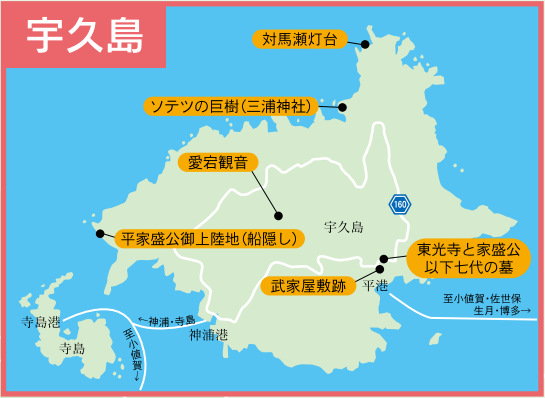 宇久島
対馬瀬灯台
ソテツの巨樹(三浦神社)
愛宕観音
160
平家盛公御上陸地(船隠し)
宇久島
東光寺と家盛公
以下七代の墓
武家屋敷跡
平港
至小値賀・佐世保
生月・博多→
寺島港
←神浦・寺島
神浦港
寺島
至小値賀→